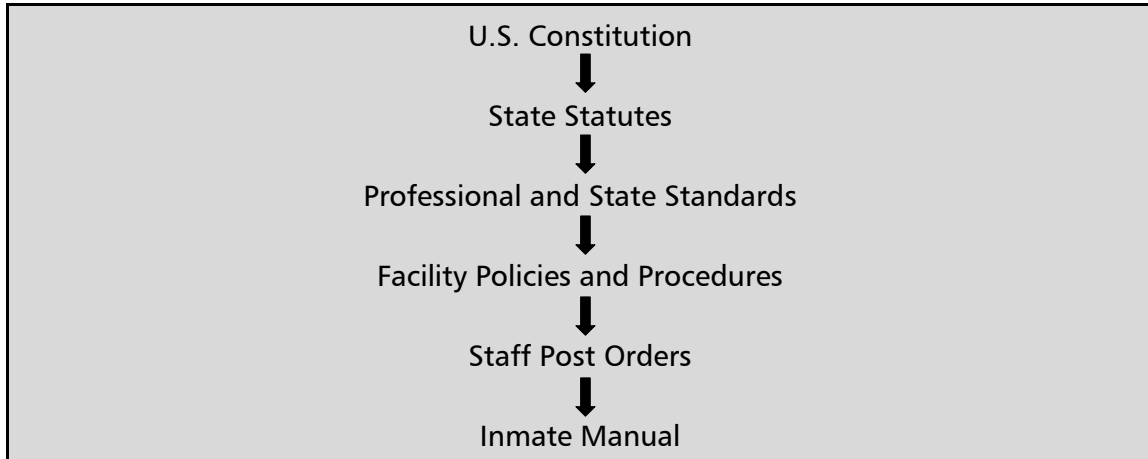 U.S. Constitution
State Statutes
Professional and State Standards
Facility Policies and Procedures
Staff Post Orders
Inmate Manual